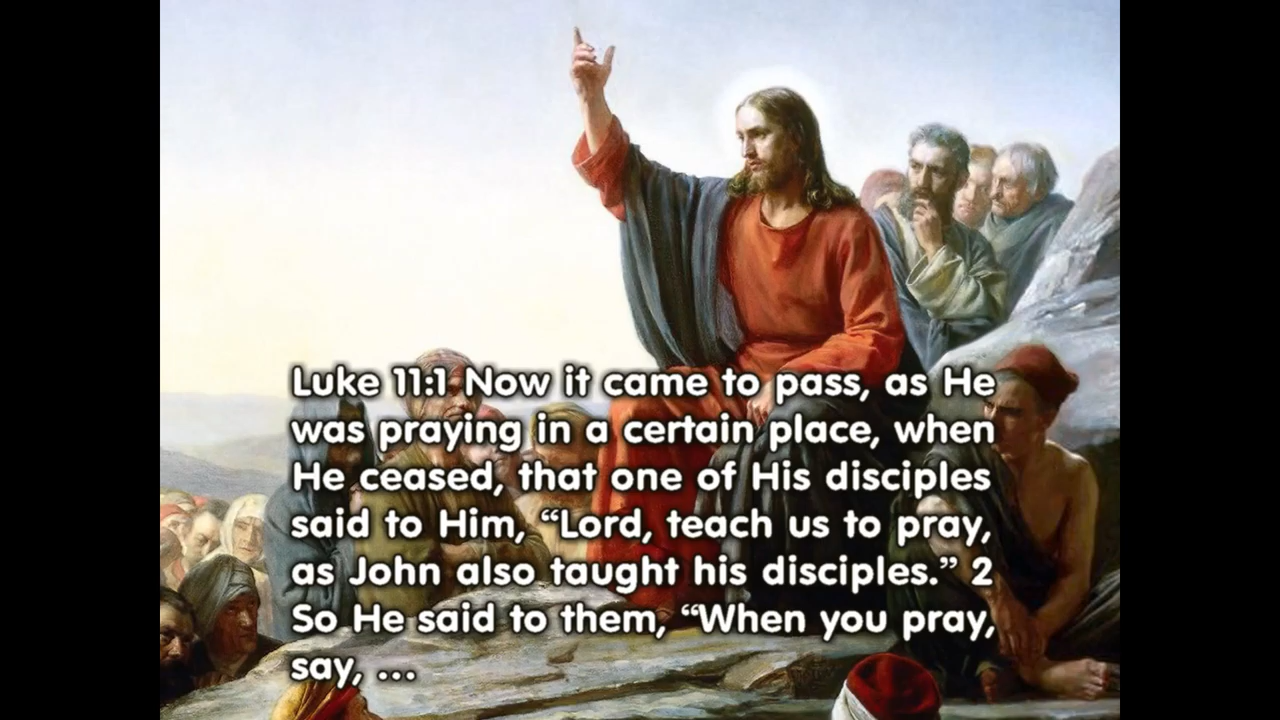 Luke 11:1 Now it came to pass, as He
was praying in a certain place, when
He ceased, that one of His disciples
said to Him, “Lord, teach us to pray,
as John also taught his disciples.” 2
So He said to them, “When you pray,
say, ...